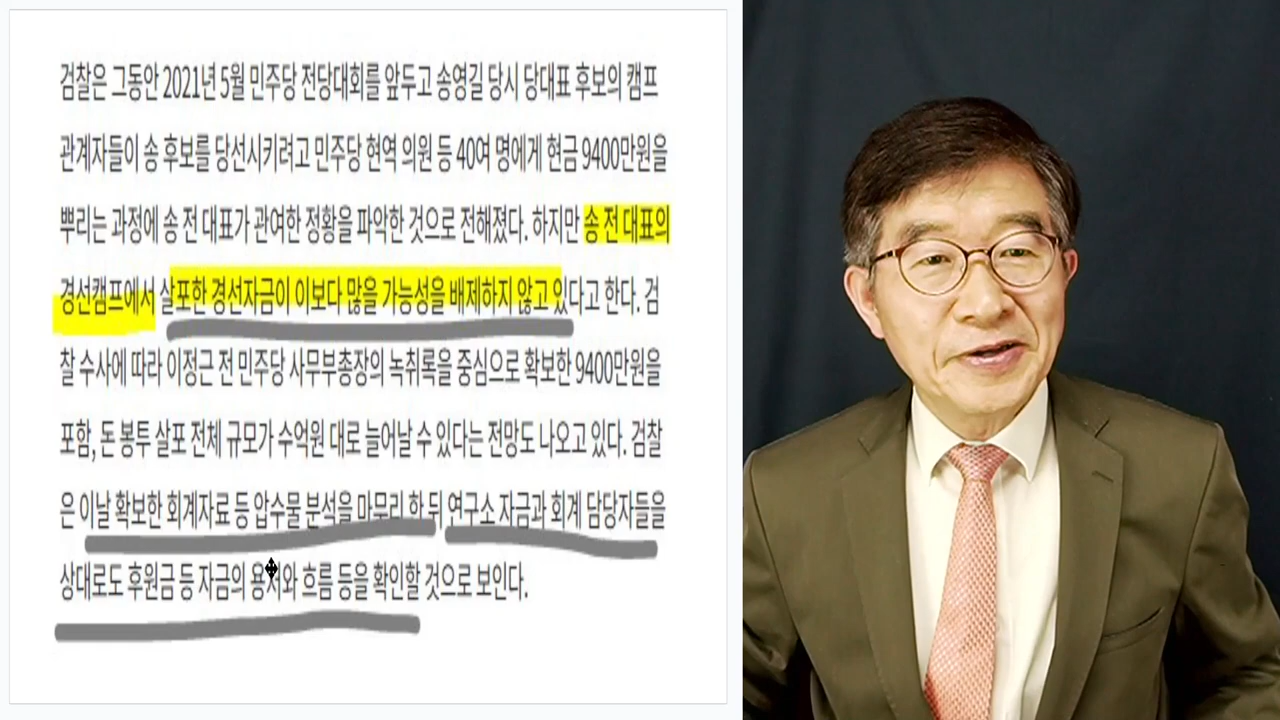 검찰은 그동안 2021년 5월 민주당 전당대회를 앞두고 송영길 당시 당대표 후보의 캠프
관계자들이 송 후보를 당선시키려고 민주당 현역 의원 등 40여 명에게 현금 9400만원을
뿌리는 과정에 송 전 대표가 관여한 정황을 파악한 것으로 전해졌다. 하지만 송 전 대표의
경선캠프에서 살포한 경선자금이 이보다 많을 가능성을 배제하지 않고 있다고 한다. 검
찰 수사에 따라 이정근 전 민주당 사무부총장의 녹취록을 중심으로 확보한 9400만원을
포함, 돈 봉투 살포 전체 규모가 수억원 대로 늘어날 수 있다는 전망도 나오고 있다. 검찰
은 이날 확보한 회계자료 등 압수물 분석을 마무리 한 뒤 연구소 자금과 회계 담당자들을
상대로도 후원금 등 자금의 용처와 흐름 등을 확인할 것으로 보인다.